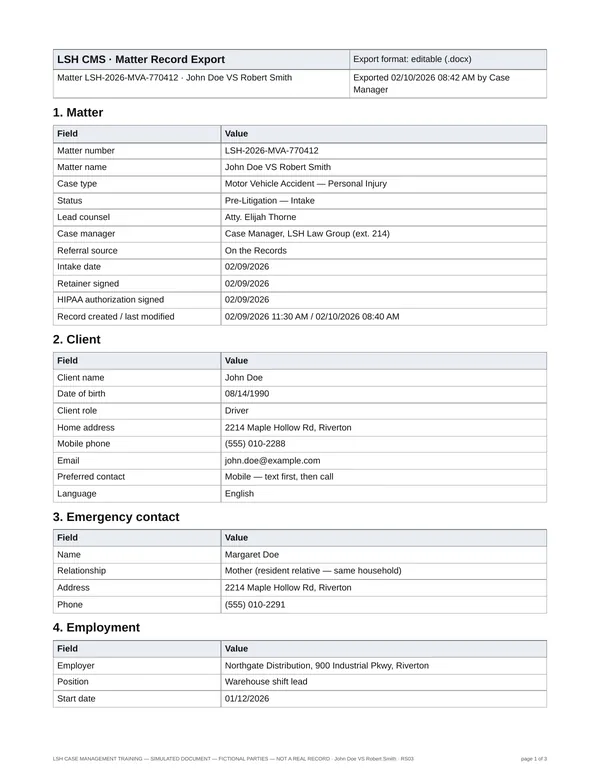 LSH CMS · Matter Record Export
Export format: editable (.docx)
Matter LSH-2026-MVA-770412 · John Doe VS Robert Smith
Exported 02/10/2026 08:42 AM by Case
Manager
1. Matter
Field Value
Matter number LSH-2026-MVA-770412
Matter name John Doe VS Robert Smith
Case type Motor Vehicle Accident — Personal Injury
Status Pre-Litigation — Intake
Lead counsel Atty. Elijah Thorne
Case manager Case Manager, LSH Law Group (ext. 214)
Referral source On the Records
Intake date 02/09/2026
Retainer signed 02/09/2026
HIPAA authorization signed 02/09/2026
Record created / last modified 02/09/2026 11:30 AM / 02/10/2026 08:40 AM
2. Client
Field Value
Client name John Doe
Date of birth 08/14/1990
Client role Driver
Home address 2214 Maple Hollow Rd, Riverton
Mobile phone (555) 010-2288
Email john.doe@example.com
Preferred contact Mobile — text first, then call
Language English
3. Emergency contact
Field Value
Name Margaret Doe
Relationship Mother (resident relative — same household)
Address 2214 Maple Hollow Rd, Riverton
Phone (555) 010-2291
4. Employment
Field Value
Employer Northgate Distribution, 900 Industrial Pkwy, Riverton
Position Warehouse shift lead
Start date 01/12/2026
LSH CASE MANAGEMENT TRAINING — SIMULATED DOCUMENT — FICTIONAL PARTIES — NOT A REAL RECORD · John Doe VS Robert Smith · RS03
page 1 of 3